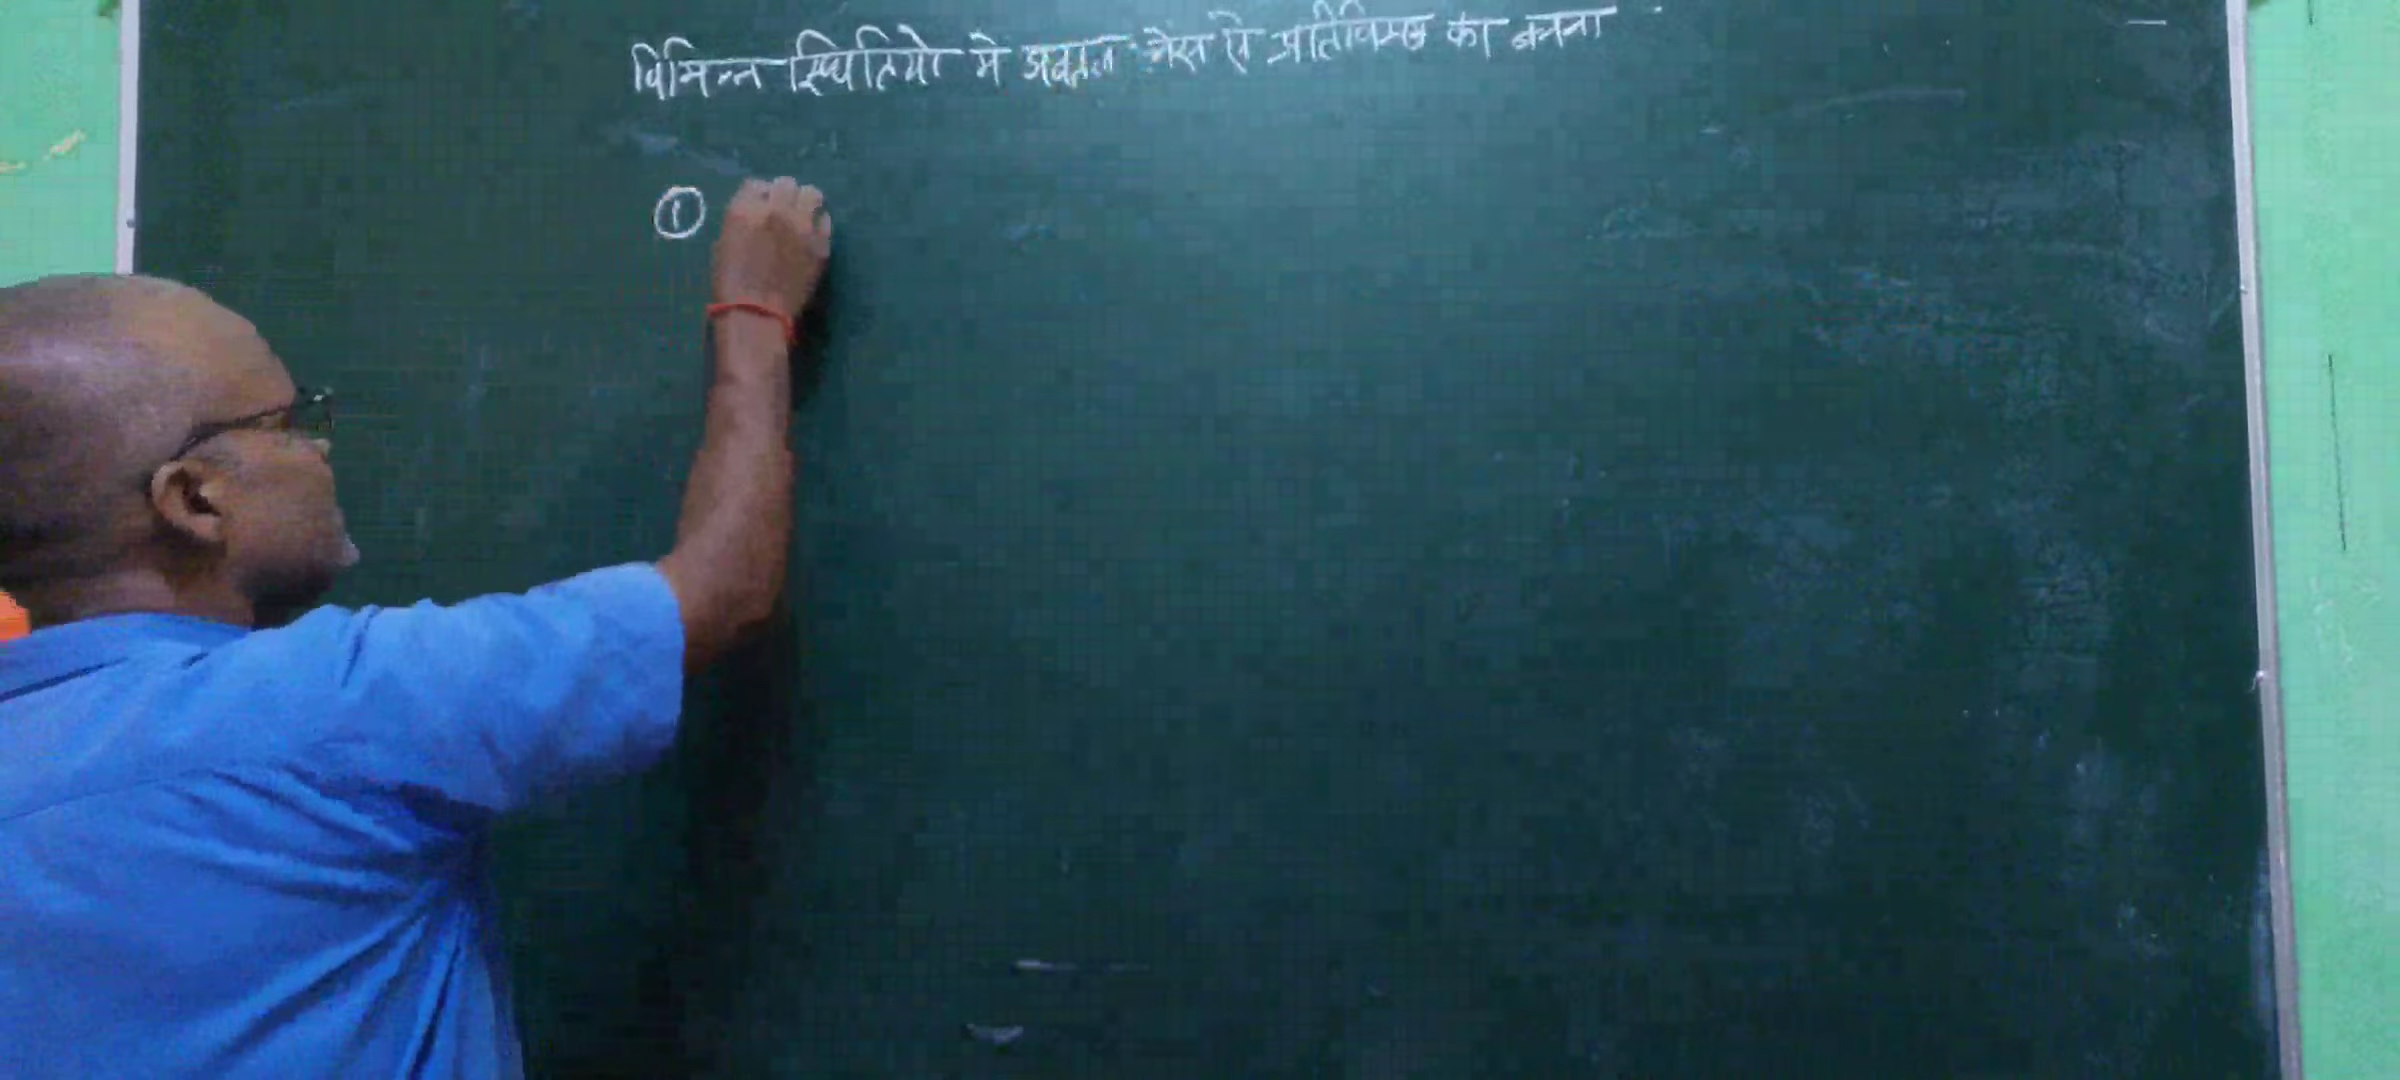 विभिन्न स्थितियो मे अवतल लेंस से प्रतिविम्ब का बनना
①